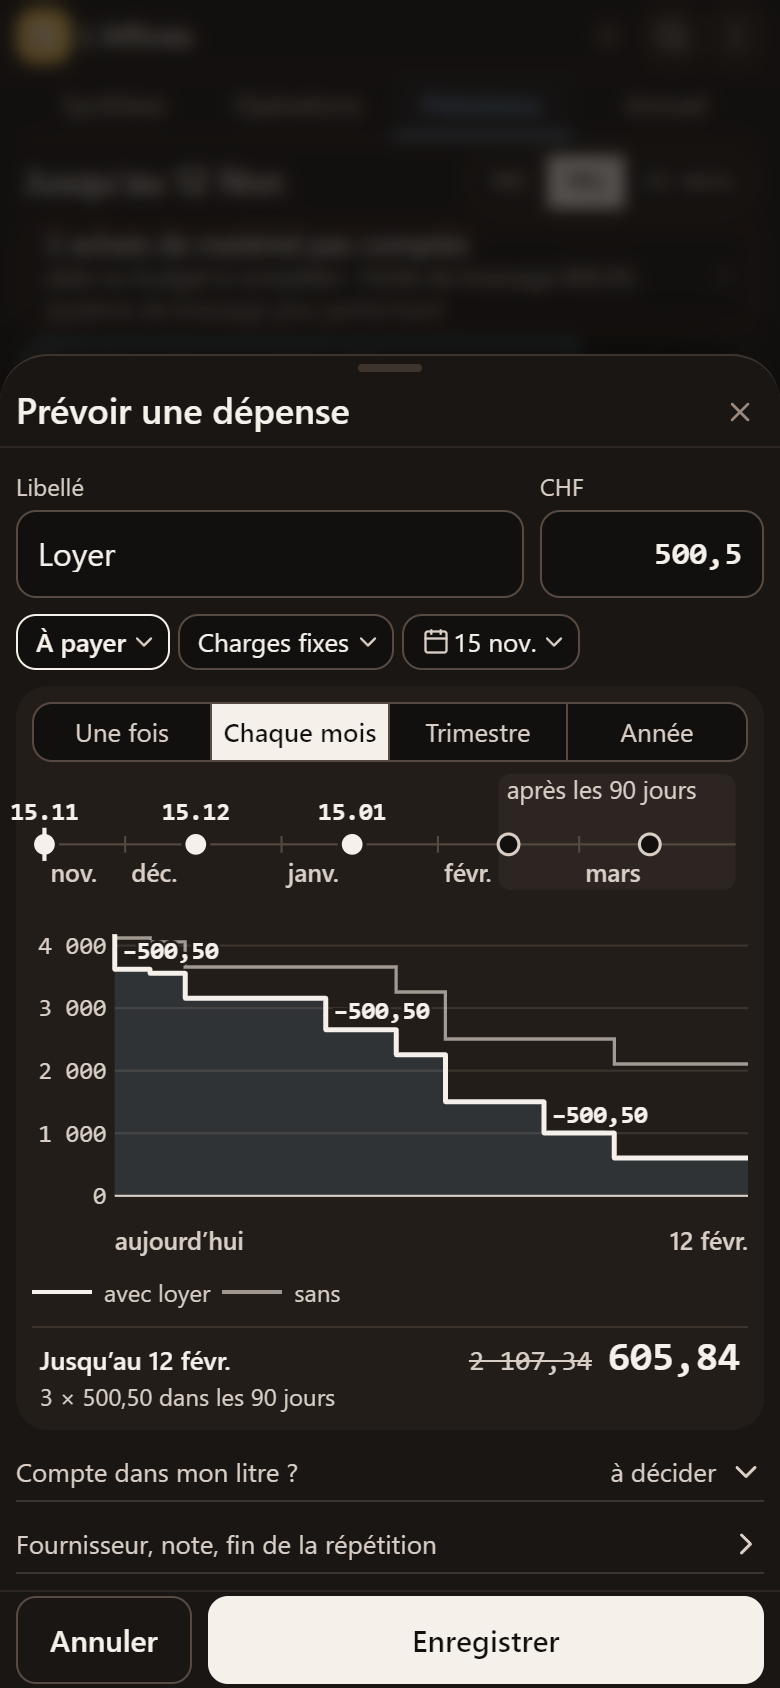 Prévoir une dépense
Libellé
CHF
Loyer
500,5
À payer
Charges fixes
15 nov.
Une fois
Chaque mois
Trimestre
Année
après les 90 jours
15.11
15.12
15.01
nov.
déc.
janv.
févr.
mars
4 000
3 000
2 000
1 000
0
−500,50
−500,50
−500,50
aujourd’hui
12 févr.
avec loyer
sans
Jusqu’au 12 févr.
2 107,34
605,84
3 × 500,50 dans les 90 jours
Compte dans mon litre ?
à décider
Fournisseur, note, fin de la répétition
Annuler
Enregistrer